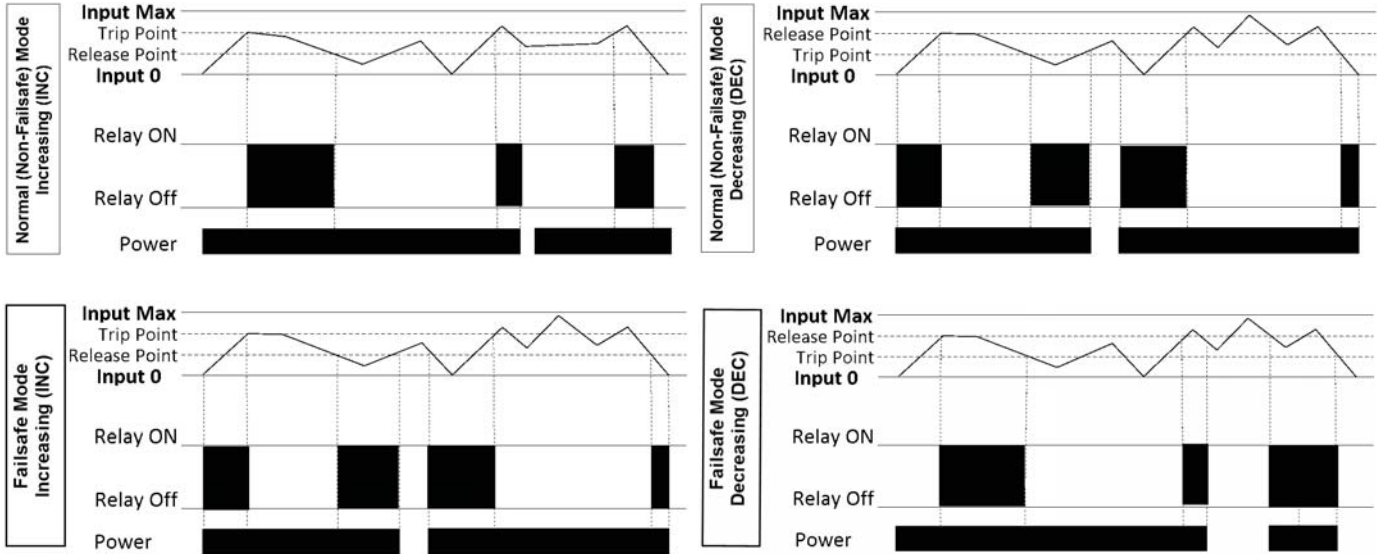 Normal (Non-Failsafe) Mode
Increasing (INC)
Input Max
Trip Point
Release Point
Input 0
Relay ON
Relay Off
Power
Normal (Non-Failsafe) Mode
Decreasing (DEC)
Input Max
Release Point
Trip Point
Input 0
Relay ON
Relay Off
Power
Failsafe Mode
Increasing (INC)
Input Max
Trip Point
Release Point
Input 0
Relay ON
Relay Off
Power
Failsafe Mode
Decreasing (DEC)
Input Max
Release Point
Trip Point
Input 0
Relay ON
Relay Off
Power